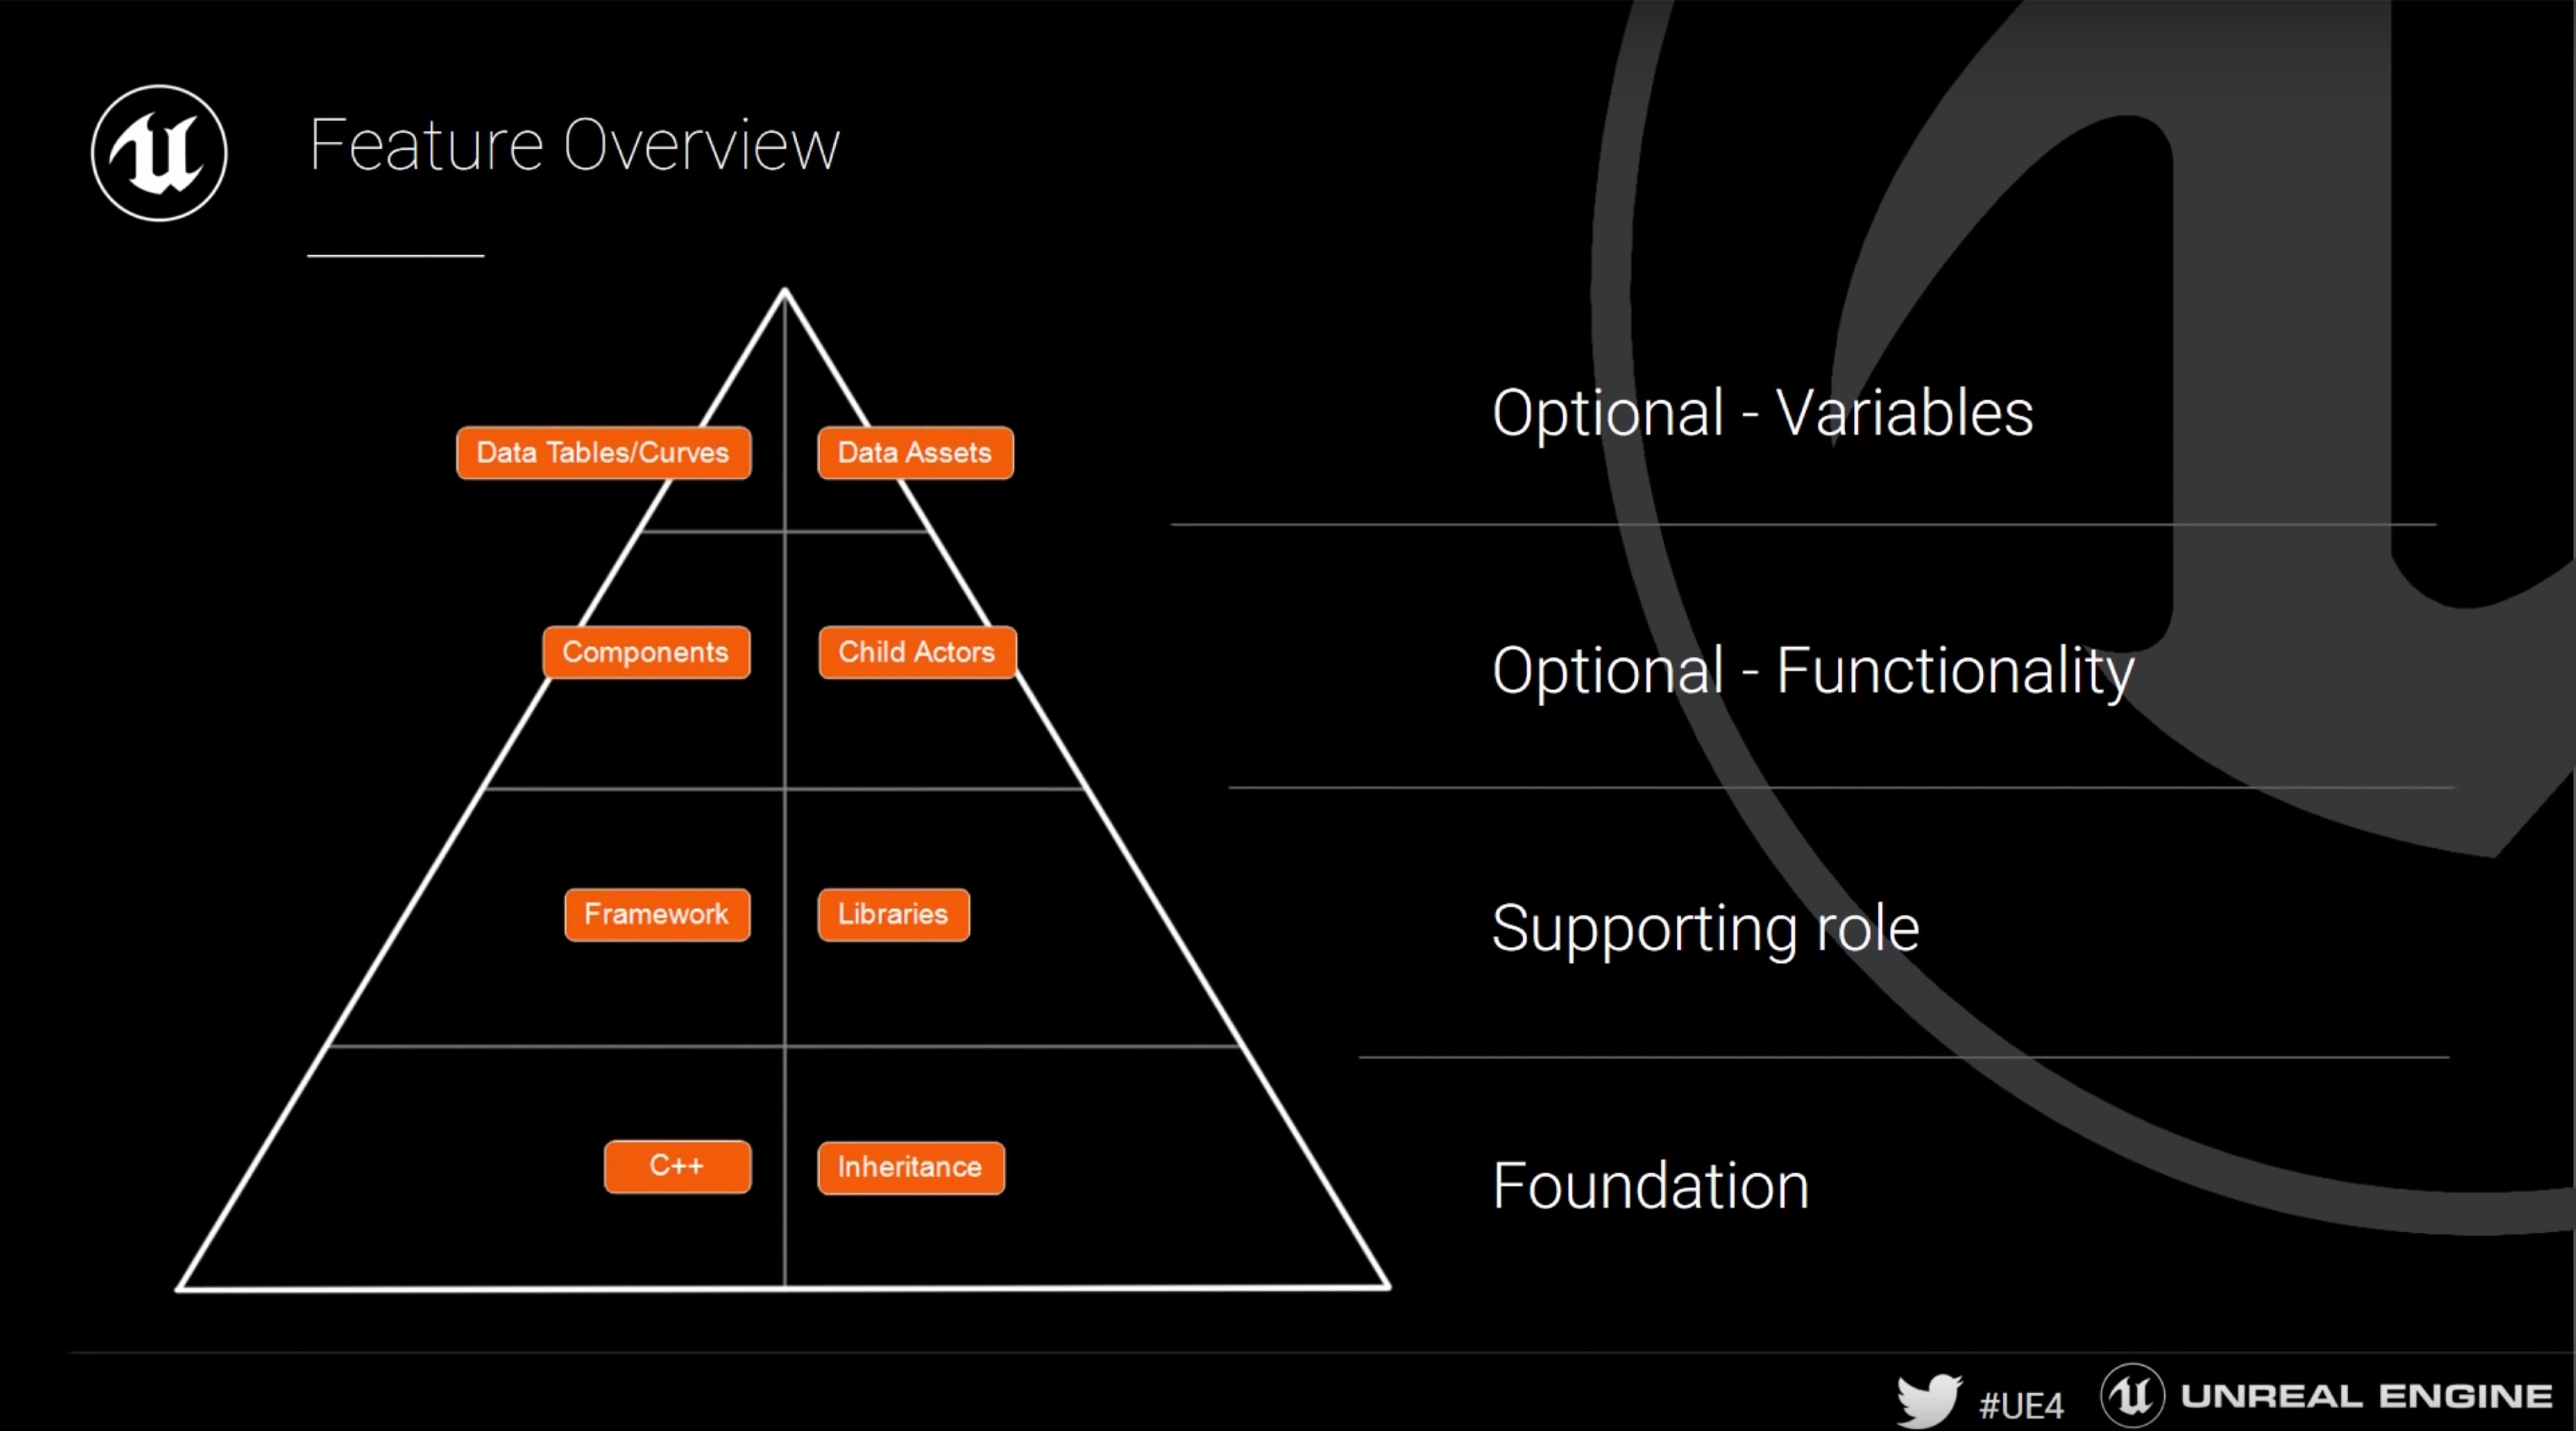 Feature Overview
Data Tables/Curves
Data Assets
Optional - Variables
Components
Child Actors
Optional - Functionality
Framework
Libraries
Supporting role
C++
Inheritance
Foundation
#UE4
UNREAL ENGINE